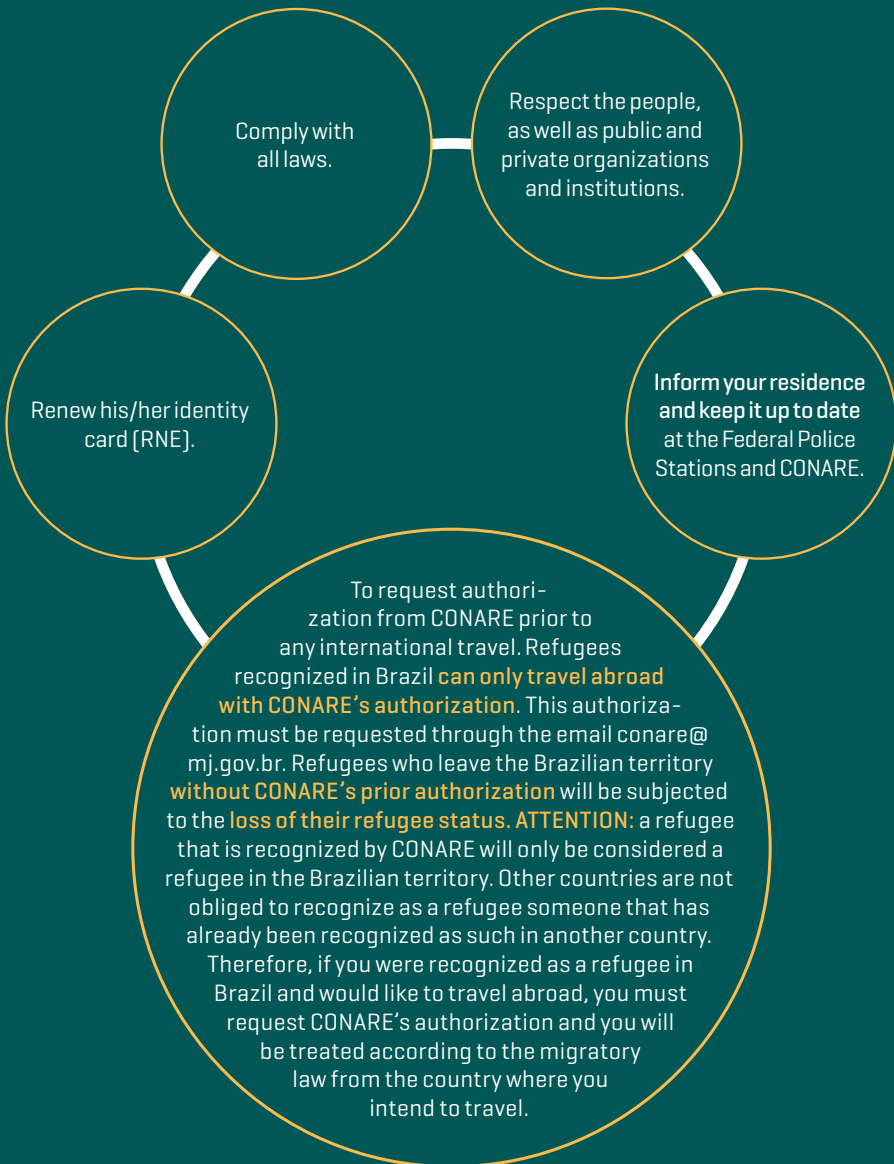 Comply with
all laws.
Respect the people,
as well as public and
private organizations
and institutions.
Renew his/her identity
card (RNE).
Inform your residence
and keep it up to date
at the Federal Police
Stations and CONARE.
To request authori-
zation from CONARE prior to
any international travel. Refugees
recognized in Brazil can only travel abroad
with CONARE’s authorization. This authoriza-
tion must be requested through the email conare@
mj.gov.br. Refugees who leave the Brazilian territory
without CONARE’s prior authorization will be subjected
to the loss of their refugee status. ATTENTION: a refugee
that is recognized by CONARE will only be considered a
refugee in the Brazilian territory. Other countries are not
obliged to recognize as a refugee someone that has
already been recognized as such in another country.
Therefore, if you were recognized as a refugee in
Brazil and would like to travel abroad, you must
request CONARE’s authorization and you will
be treated according to the migratory
law from the country where you
intend to travel.